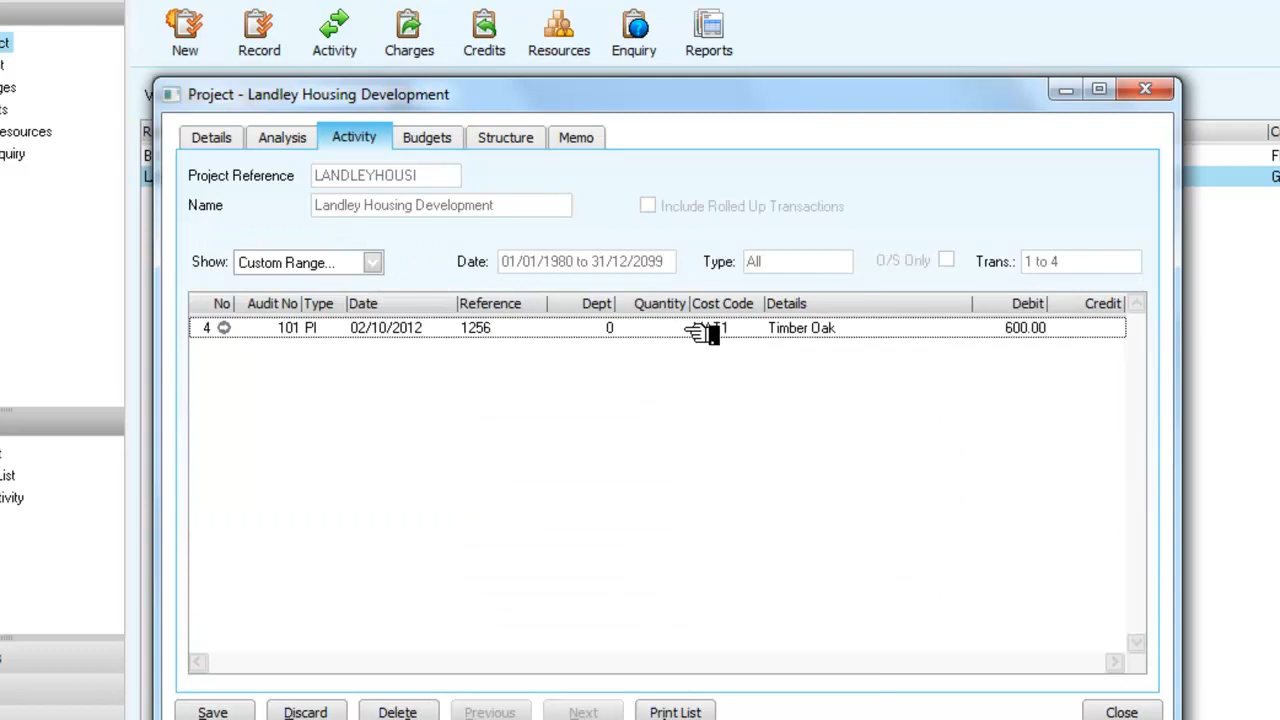 New Record Activity Charges Credits Resources Enquiry Reports
Project - Landley Housing Development
Details Analysis Activity Budgets Structure Memo
Project Reference LANDLEYHOUSI
Name Landley Housing Development Include Rolled Up Transactions
Show: Custom Range... Date: 01/01/1980 to 31/12/2099 Type: All O/S Only Trans.: 1 to 4
No Audit No Type Date Reference Dept Quantity Cost Code Details Debit Credit
4 101 PI 02/10/2012 1256 0 Timber Oak 600.00
Save Discard Delete Previous Next Print List Close